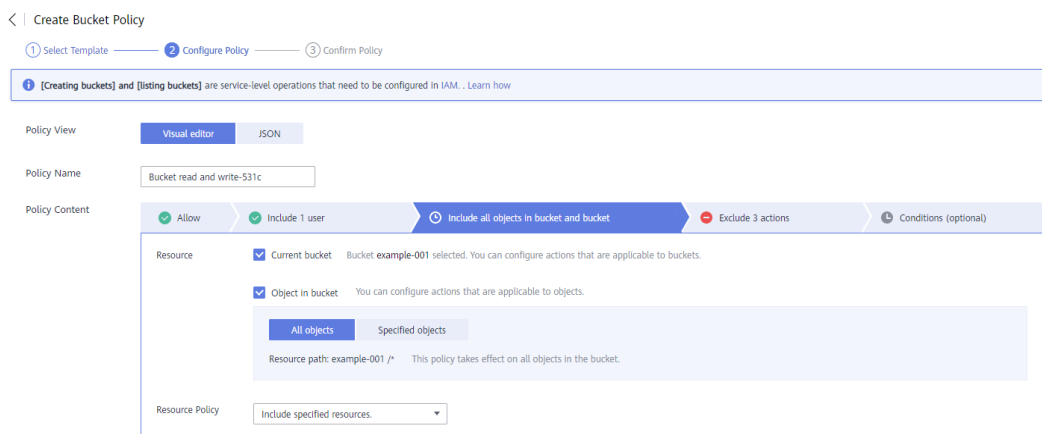 Create Bucket Policy
1 Select Template 2 Configure Policy 3 Confirm Policy
[Creating buckets] and [listing buckets] are service-level operations that need to be configured in IAM. . Learn how
Policy View Visual editor JSON
Policy Name Bucket read and write-531c
Policy Content Allow Include 1 user Include all objects in bucket and bucket Exclude 3 actions Conditions (optional)
Resource Current bucket Bucket example-001 selected. You can configure actions that are applicable to buckets.
Object in bucket You can configure actions that are applicable to objects.
All objects Specified objects
Resource path: example-001 /* This policy takes effect on all objects in the bucket.
Resource Policy Include specified resources.